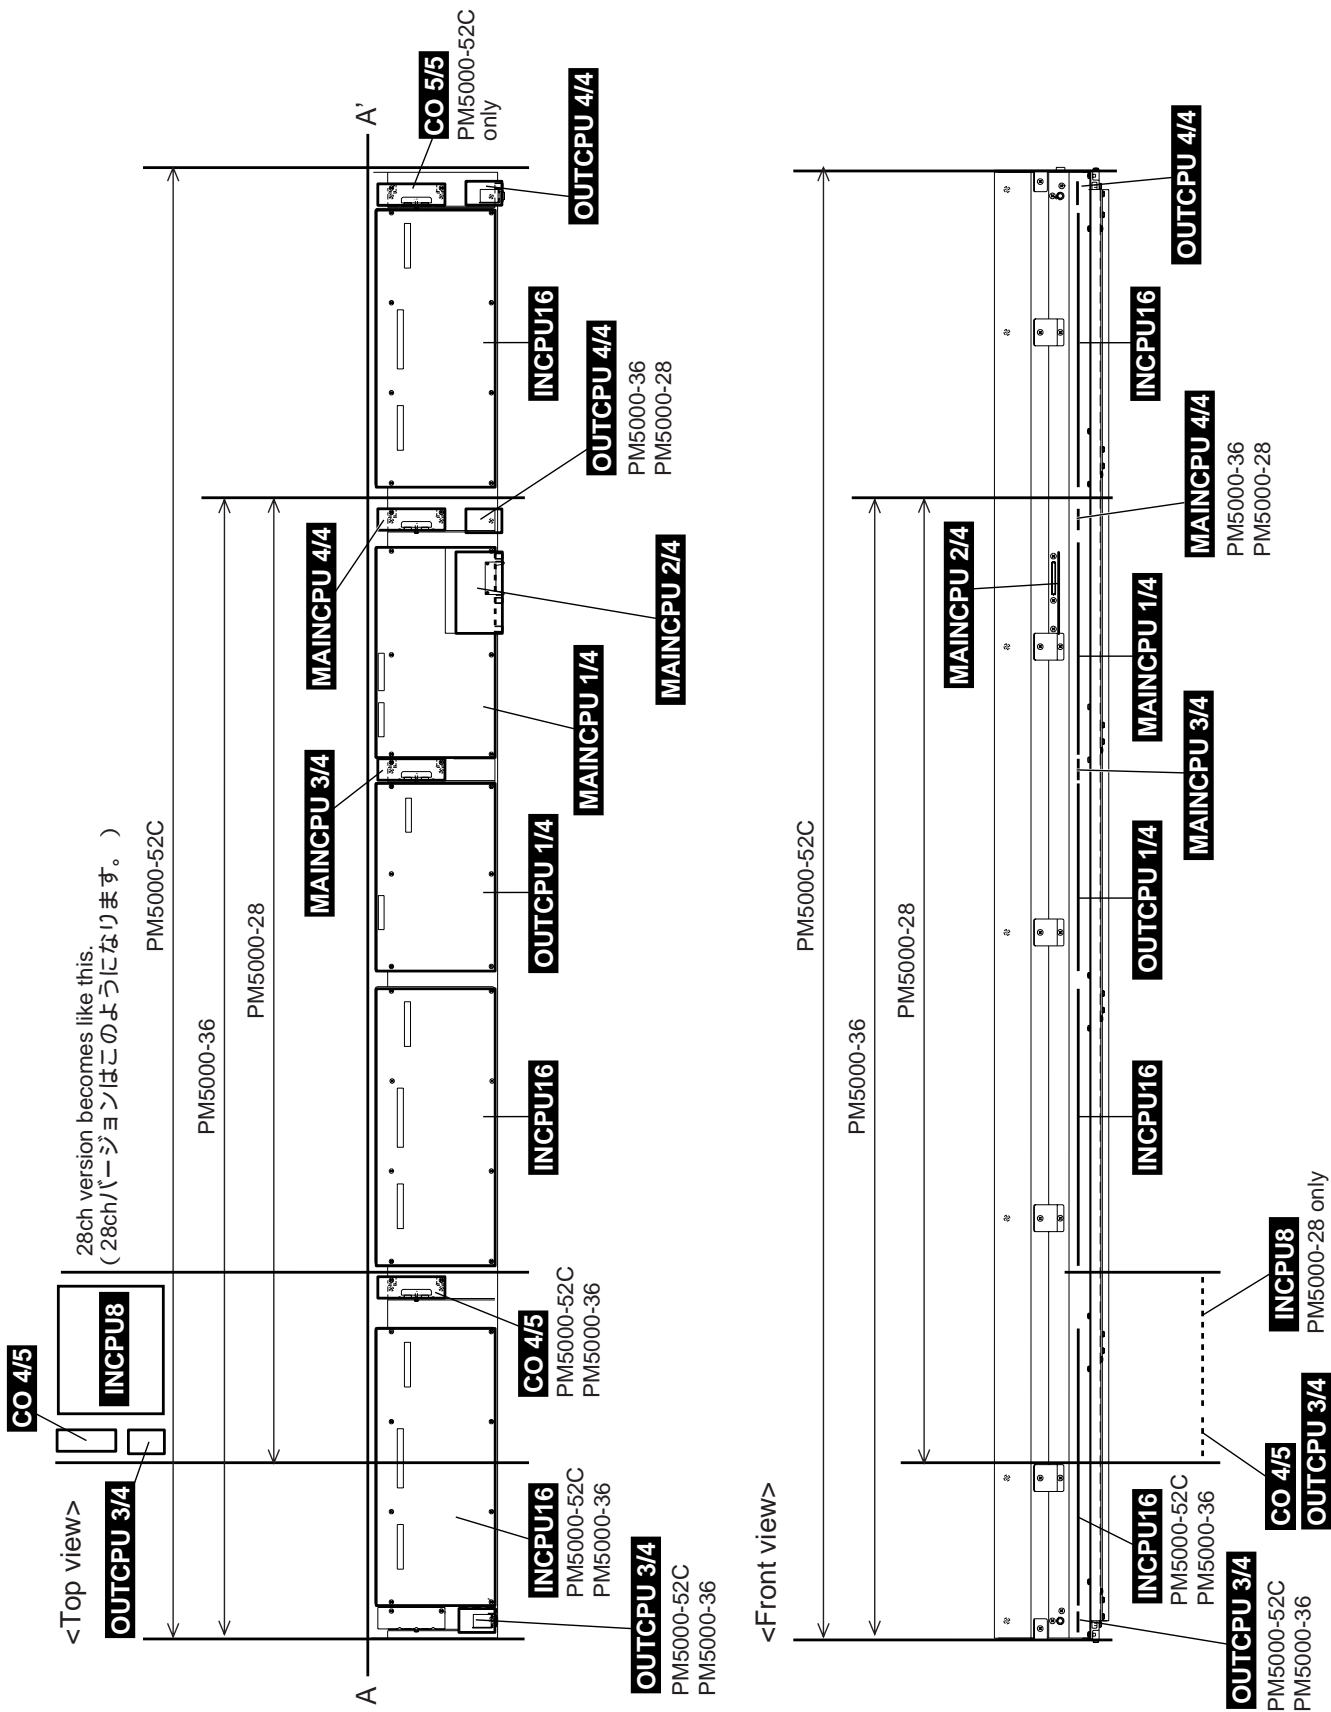 <Top view>
28ch version becomes like this.
( 28chバージョンはこのようになります。)
CO 4/5
INCPU8
OUTCPU 3/4
PM5000-52C
PM5000-36
PM5000-28
A
A'
MAINCPU 3/4
MAINCPU 4/4
CO 5/5
PM5000-52C
only
OUTCPU 3/4
PM5000-52C
PM5000-36
INCPU16
PM5000-52C
PM5000-36
CO 4/5
PM5000-52C
PM5000-36
INCPU16
OUTCPU 1/4
MAINCPU 1/4
MAINCPU 2/4
OUTCPU 4/4
PM5000-36
PM5000-28
INCPU16
OUTCPU 4/4
<Front view>
PM5000-52C
PM5000-36
PM5000-28
MAINCPU 2/4
OUTCPU 3/4
PM5000-52C
PM5000-36
INCPU16
PM5000-52C
PM5000-36
CO 4/5
OUTCPU 3/4
INCPU8
PM5000-28 only
INCPU16
OUTCPU 1/4
MAINCPU 3/4
MAINCPU 1/4
MAINCPU 4/4
PM5000-36
PM5000-28
INCPU16
OUTCPU 4/4